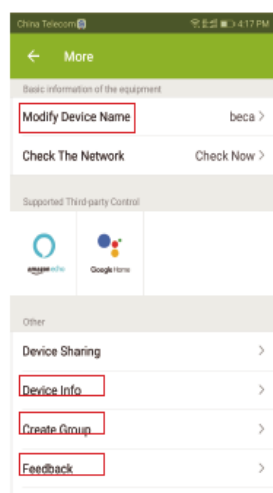 China Telecom 4:17 PM
← More
Basic information of the equipment
Modify Device Name beca >
Check The Network Check Now >
Supported Third-party Control
amazon echo Google Home
Other
Device Sharing >
Device Info >
Create Group >
Feedback >